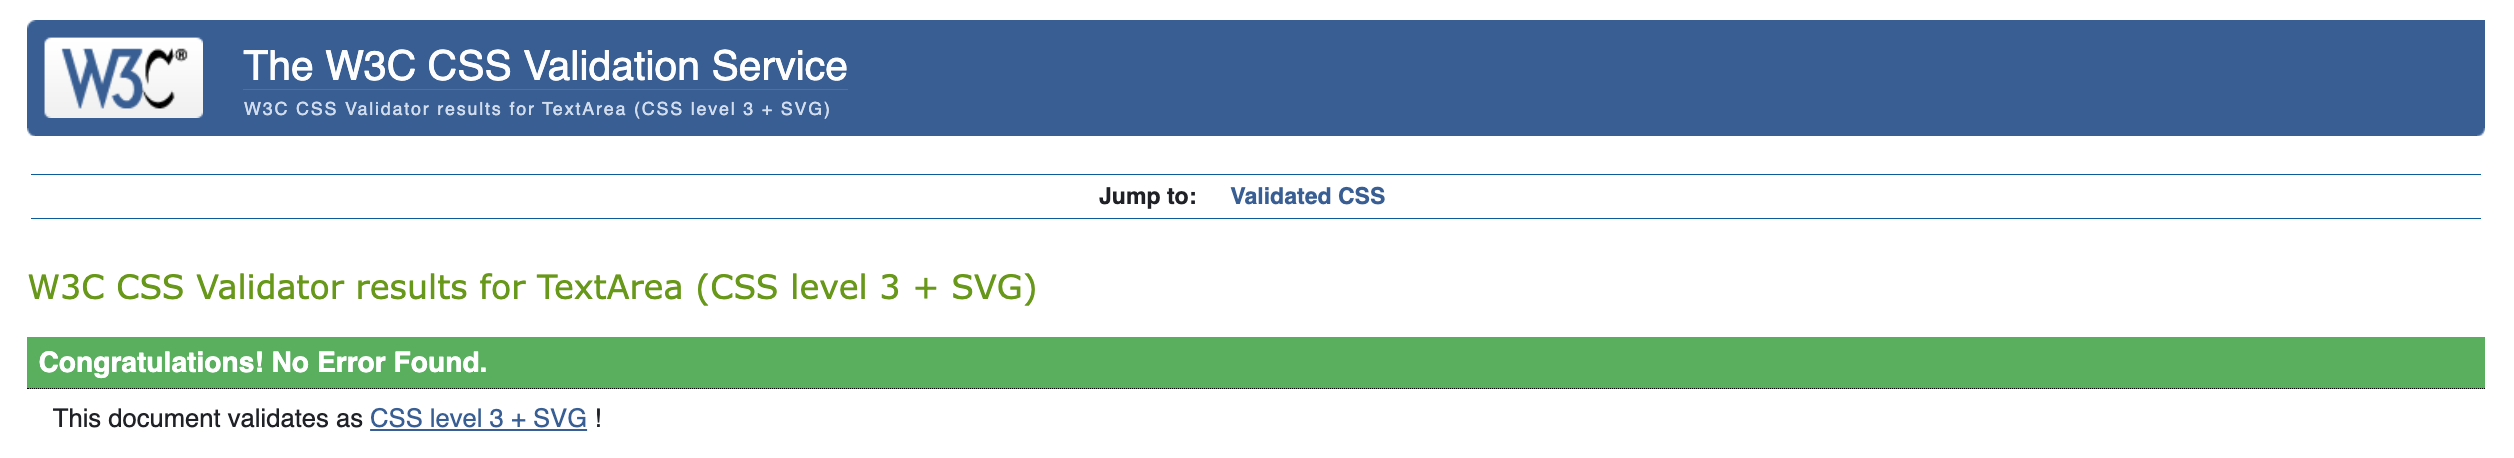 W3C®
The W3C CSS Validation Service
W3C CSS Validator results for TextArea (CSS level 3 + SVG)
Jump to: Validated CSS
W3C CSS Validator results for TextArea (CSS level 3 + SVG)
Congratulations! No Error Found.
This document validates as CSS level 3 + SVG !